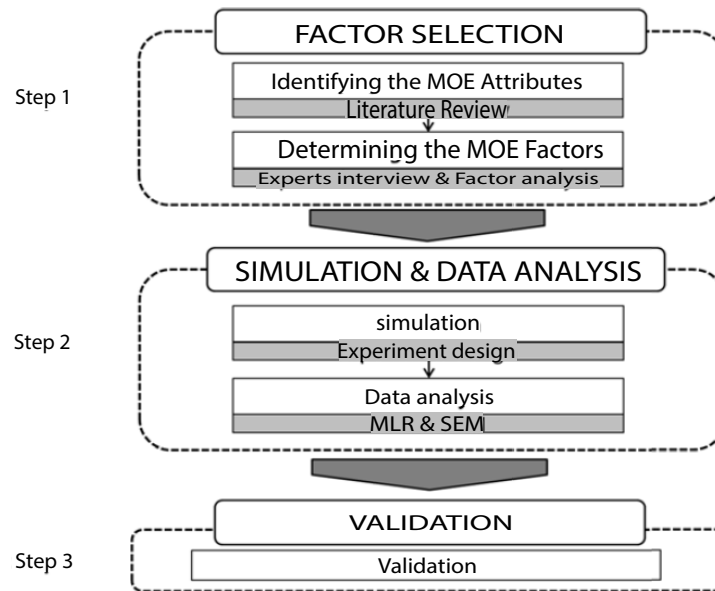 FACTOR SELECTION
Step 1
Identifying the MOE Attributes
Literature Review
Determining the MOE Factors
Experts interview & Factor analysis
SIMULATION & DATA ANALYSIS
Step 2
simulation
Experiment design
Data analysis
MLR & SEM
VALIDATION
Step 3
Validation